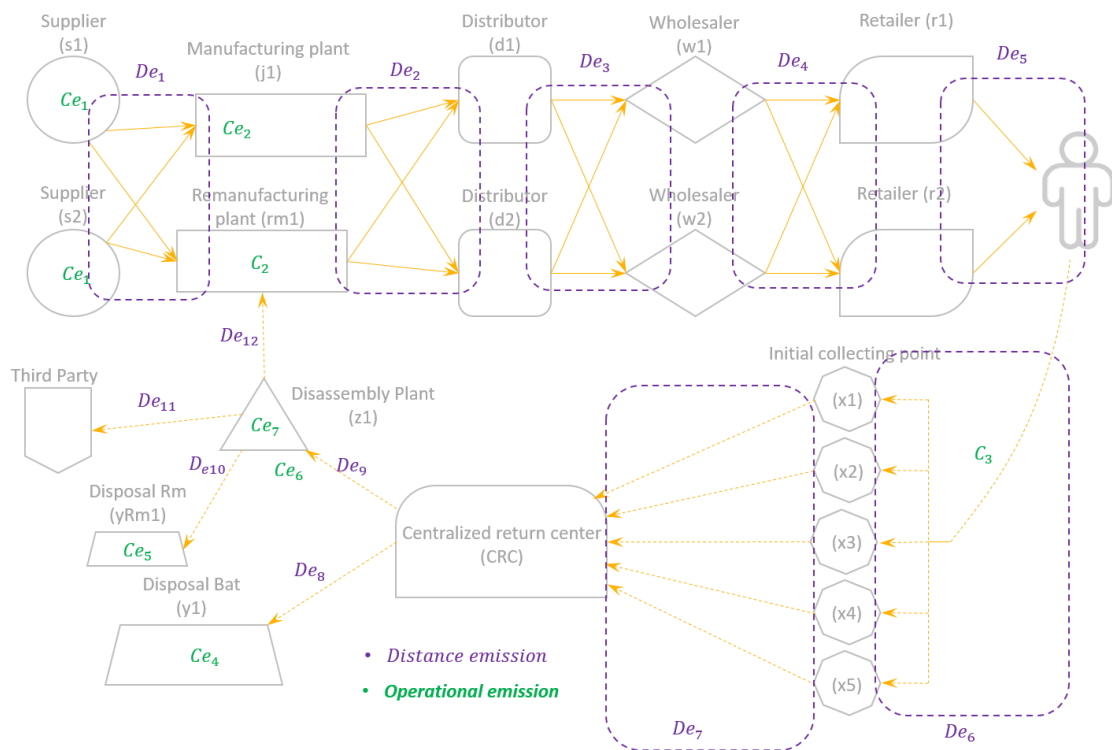 Supplier
(s1)
Manufacturing plant
(j1)
Distributor
(d1)
Wholesaler
(w1)
Retailer (r1)
De₁
De₂
De₃
De₄
De₅
Ce₁
Ce₂
Supplier
(s2)
Remanufacturing
plant (rm1)
Distributor
(d2)
Wholesaler
(w2)
Retailer (r2)
Ce₁
C₂
De₁₂
Third Party
De₁₁
Disassembly Plant
(z1)
Ce₇
Ce₆
De₉
Dₑ₁₀
Disposal Rm
(yRm1)
Ce₅
De₈
Disposal Bat
(y1)
Ce₄
Centralized return center
(CRC)
Initial collecting point
(x1)
(x2)
(x3)
(x4)
(x5)
C₃
De₇
De₆
• Distance emission
• Operational emission